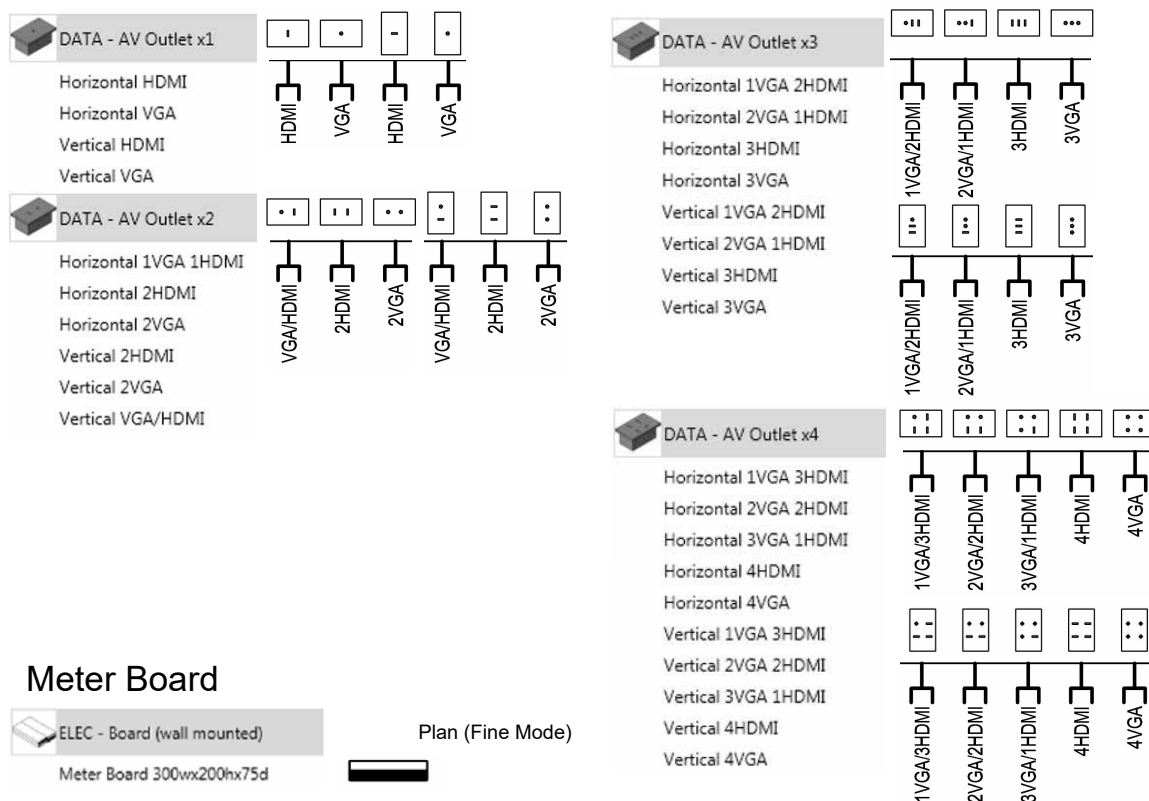 DATA - AV Outlet x1
Horizontal HDMI
Horizontal VGA
Vertical HDMI
Vertical VGA
HDMI
VGA
HDMI
VGA
DATA - AV Outlet x2
Horizontal 1VGA 1HDMI
Horizontal 2HDMI
Horizontal 2VGA
Vertical 2HDMI
Vertical 2VGA
Vertical VGA/HDMI
VGA/HDMI
2HDMI
2VGA
VGA/HDMI
2HDMI
2VGA
Meter Board
ELEC - Board (wall mounted)
Meter Board 300wx200hx75d
Plan (Fine Mode)
DATA - AV Outlet x3
Horizontal 1VGA 2HDMI
Horizontal 2VGA 1HDMI
Horizontal 3HDMI
Horizontal 3VGA
Vertical 1VGA 2HDMI
Vertical 2VGA 1HDMI
Vertical 3HDMI
Vertical 3VGA
1VGA/2HDMI
2VGA/1HDMI
3HDMI
3VGA
1VGA/2HDMI
2VGA/1HDMI
3HDMI
3VGA
DATA - AV Outlet x4
Horizontal 1VGA 3HDMI
Horizontal 2VGA 2HDMI
Horizontal 3VGA 1HDMI
Horizontal 4HDMI
Horizontal 4VGA
Vertical 1VGA 3HDMI
Vertical 2VGA 2HDMI
Vertical 3VGA 1HDMI
Vertical 4HDMI
Vertical 4VGA
1VGA/3HDMI
2VGA/2HDMI
3VGA/1HDMI
4HDMI
4VGA
1VGA/3HDMI
2VGA/2HDMI
3VGA/1HDMI
4HDMI
4VGA